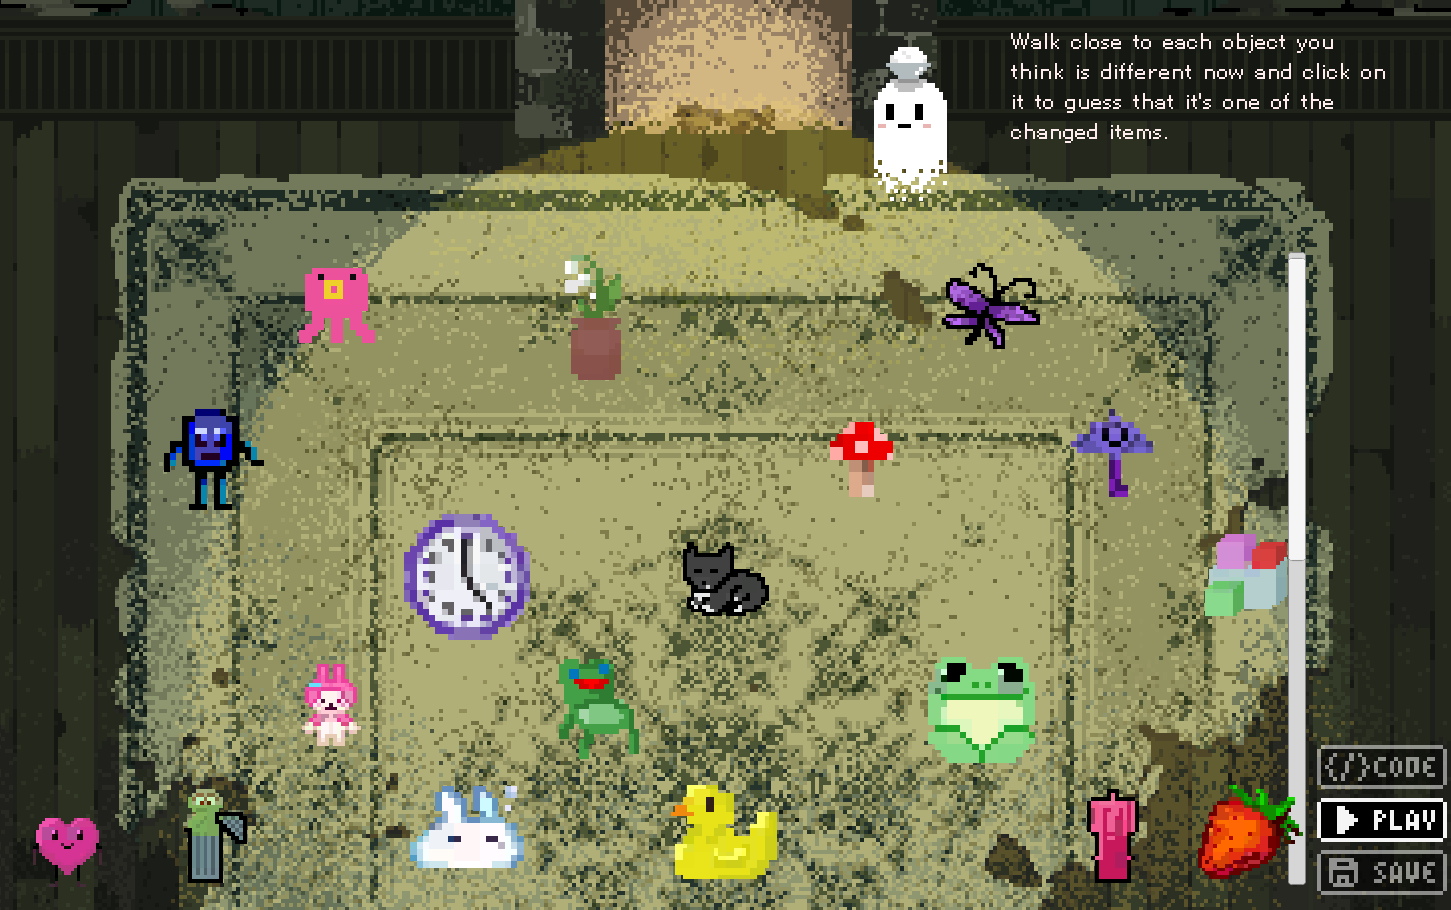 Walk close to each object you
think is different now and click on
it to guess that it's one of the
changed items.
{/}CODE
PLAY
SAVE